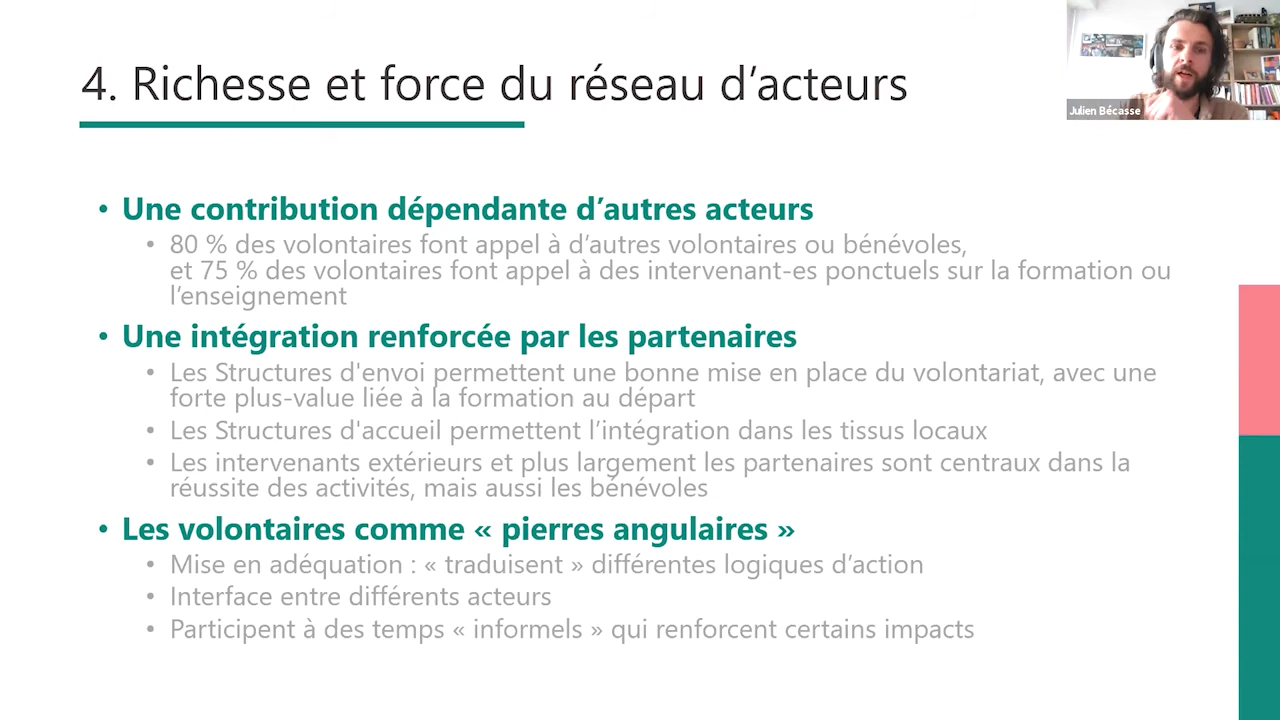 4. Richesse et force du réseau d’acteurs
Julien Bécasse
• Une contribution dépendante d’autres acteurs
• 80 % des volontaires font appel à d’autres volontaires ou bénévoles,
et 75 % des volontaires font appel à des intervenant-es ponctuels sur la formation ou
l’enseignement
• Une intégration renforcée par les partenaires
• Les Structures d'envoi permettent une bonne mise en place du volontariat, avec une
forte plus-value liée à la formation au départ
• Les Structures d'accueil permettent l’intégration dans les tissus locaux
• Les intervenants extérieurs et plus largement les partenaires sont centraux dans la
réussite des activités, mais aussi les bénévoles
• Les volontaires comme « pierres angulaires »
• Mise en adéquation : « traduisent » différentes logiques d’action
• Interface entre différents acteurs
• Participent à des temps « informels » qui renforcent certains impacts